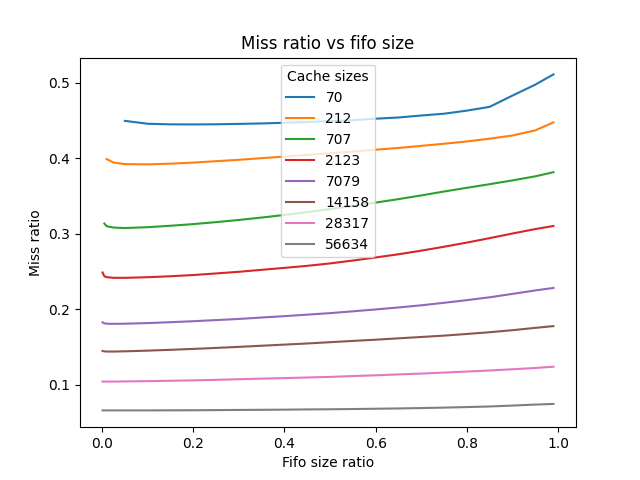 Miss ratio vs fifo size
Cache sizes
70
212
707
2123
7079
14158
28317
56634
Miss ratio
0.5
0.4
0.3
0.2
0.1
0.0 0.2 0.4 0.6 0.8 1.0
Fifo size ratio